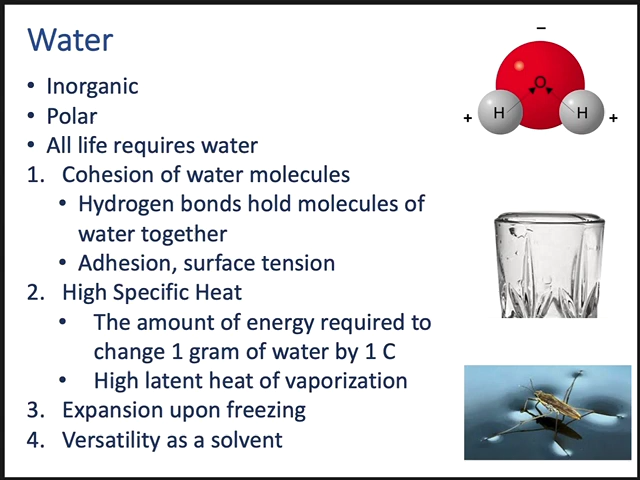 Water
• Inorganic
• Polar
• All life requires water
1. Cohesion of water molecules
• Hydrogen bonds hold molecules of
water together
• Adhesion, surface tension
2. High Specific Heat
• The amount of energy required to
change 1 gram of water by 1 C
• High latent heat of vaporization
3. Expansion upon freezing
4. Versatility as a solvent
−
O
+ H H +